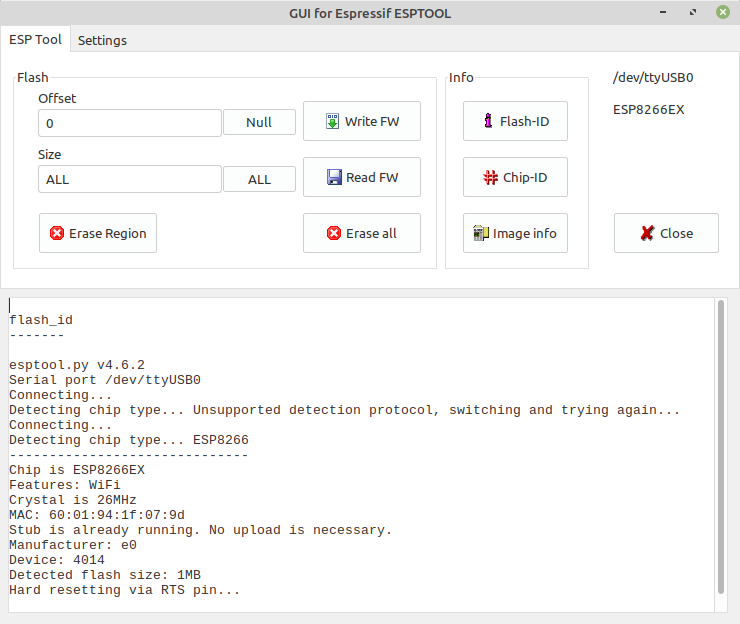 GUI for Espressif ESPTOOL
ESP Tool Settings
Flash
Offset
0 Null Write FW
Size
ALL ALL Read FW
Erase Region Erase all
Info
Flash-ID
Chip-ID
Image info
/dev/ttyUSB0
ESP8266EX
Close
flash_id
-------
esptool.py v4.6.2
Serial port /dev/ttyUSB0
Connecting...
Detecting chip type... Unsupported detection protocol, switching and trying again...
Connecting...
Detecting chip type... ESP8266
------------------------------
Chip is ESP8266EX
Features: WiFi
Crystal is 26MHz
MAC: 60:01:94:1f:07:9d
Stub is already running. No upload is necessary.
Manufacturer: e0
Device: 4014
Detected flash size: 1MB
Hard resetting via RTS pin...